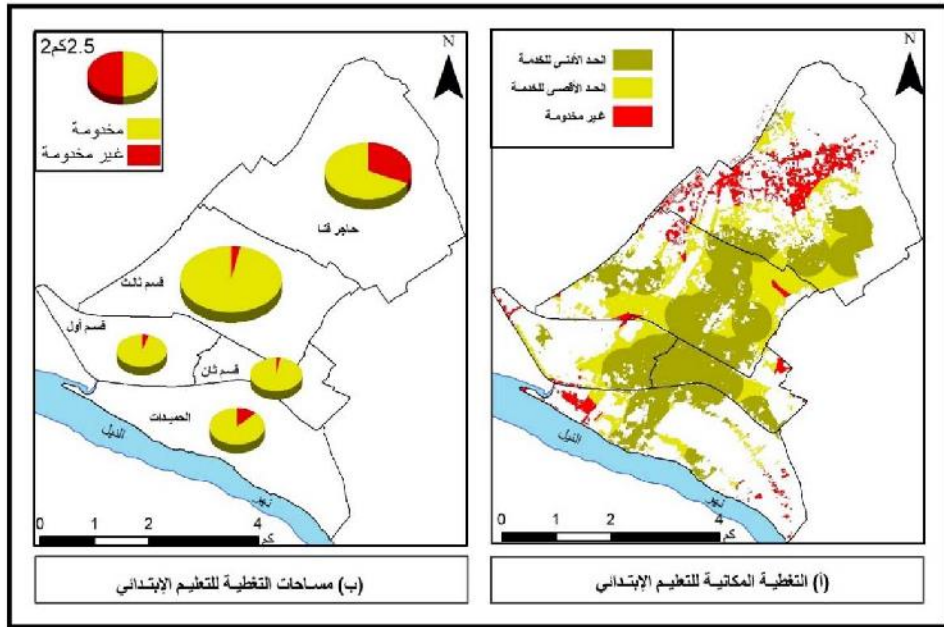 N
الحد الأدنى للخدمة
الحد الأقصى للخدمة
غير مخدومة
النيل
نهر
0 1 2 4
كم
(أ) التغطية المكانية للتعليم الإبتدائي
2.5كم2
مخدومة
غير مخدومة
N
حاجر قنا
قسم ثالث
قسم أول
قسم ثان
الحميدات
النيل
نهر
0 1 2 4
كم
(ب) مساحات التغطية للتعليم الإبتدائي